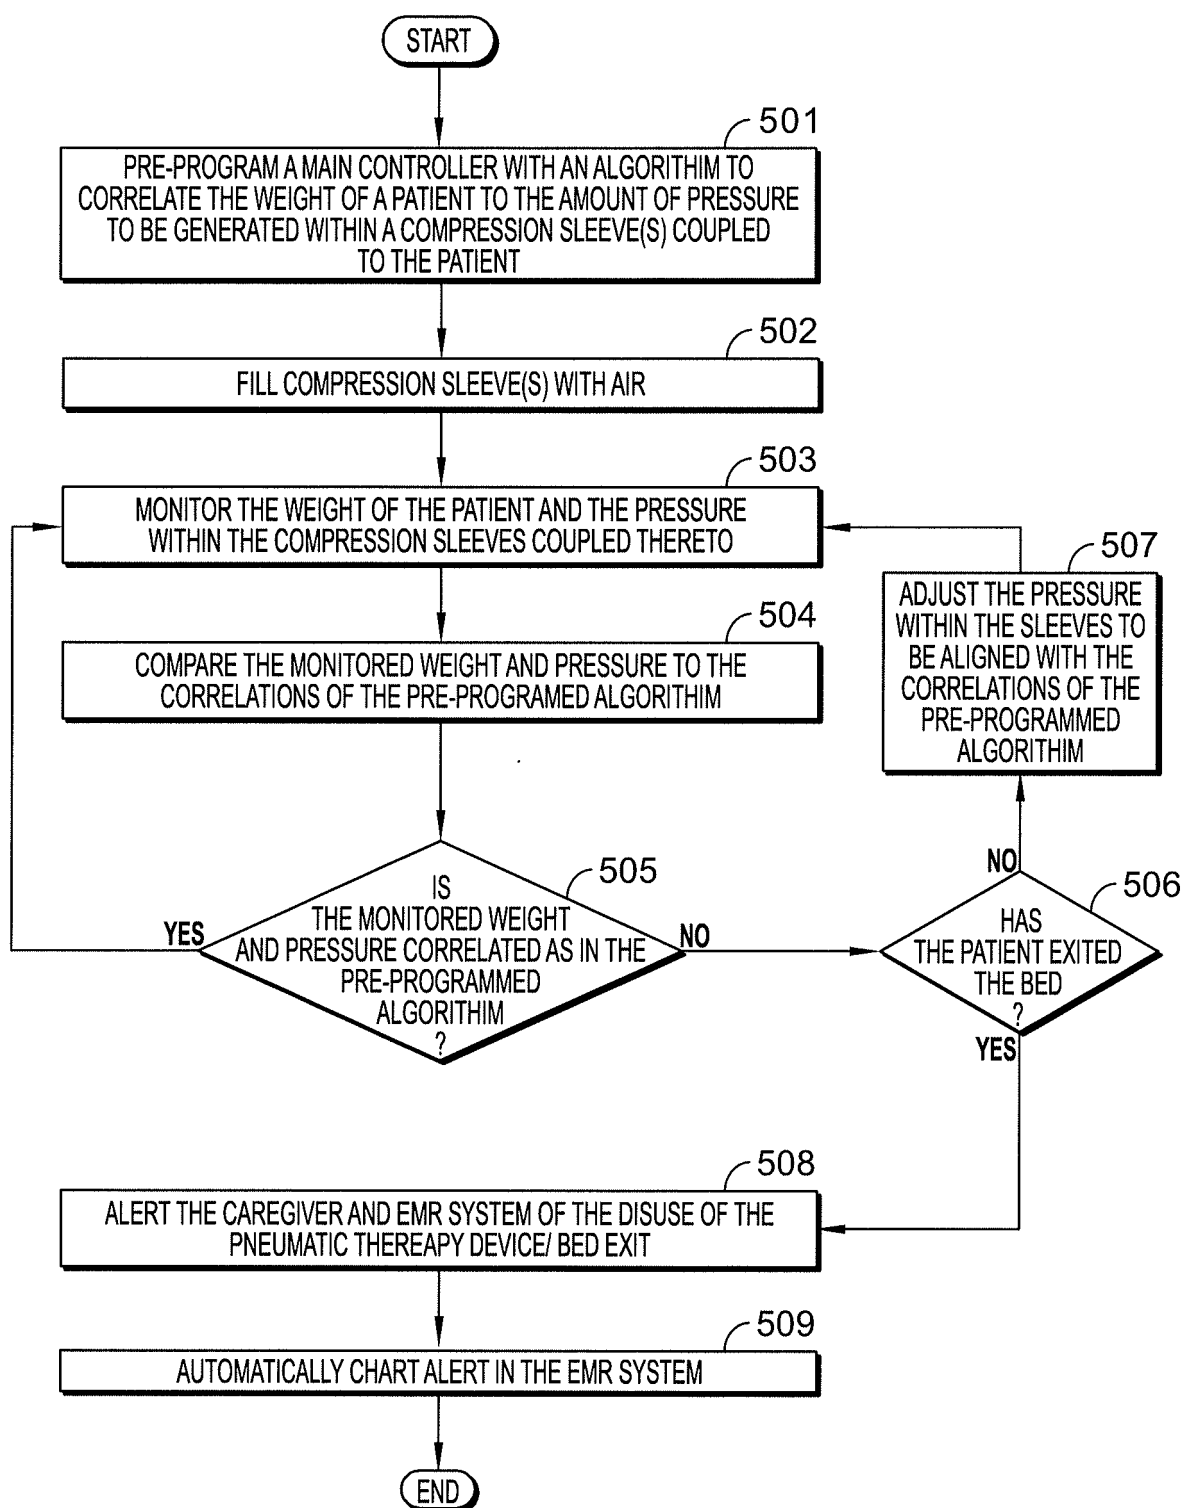 START
501
PRE-PROGRAM A MAIN CONTROLLER WITH AN ALGORITHIM TO
CORRELATE THE WEIGHT OF A PATIENT TO THE AMOUNT OF PRESSURE
TO BE GENERATED WITHIN A COMPRESSION SLEEVE(S) COUPLED
TO THE PATIENT
502
FILL COMPRESSION SLEEVE(S) WITH AIR
503
MONITOR THE WEIGHT OF THE PATIENT AND THE PRESSURE
WITHIN THE COMPRESSION SLEEVES COUPLED THERETO
504
COMPARE THE MONITORED WEIGHT AND PRESSURE TO THE
CORRELATIONS OF THE PRE-PROGRAMED ALGORITHIM
505
IS
THE MONITORED WEIGHT
AND PRESSURE CORRELATED AS IN THE
PRE-PROGRAMMED
ALGORITHIM
?
YES
NO
506
HAS
THE PATIENT EXITED
THE BED
?
NO
YES
507
ADJUST THE PRESSURE
WITHIN THE SLEEVES TO
BE ALIGNED WITH THE
CORRELATIONS OF THE
PRE-PROGRAMMED
ALGORITHIM
508
ALERT THE CAREGIVER AND EMR SYSTEM OF THE DISUSE OF THE
PNEUMATIC THEREAPY DEVICE/ BED EXIT
509
AUTOMATICALLY CHART ALERT IN THE EMR SYSTEM
END